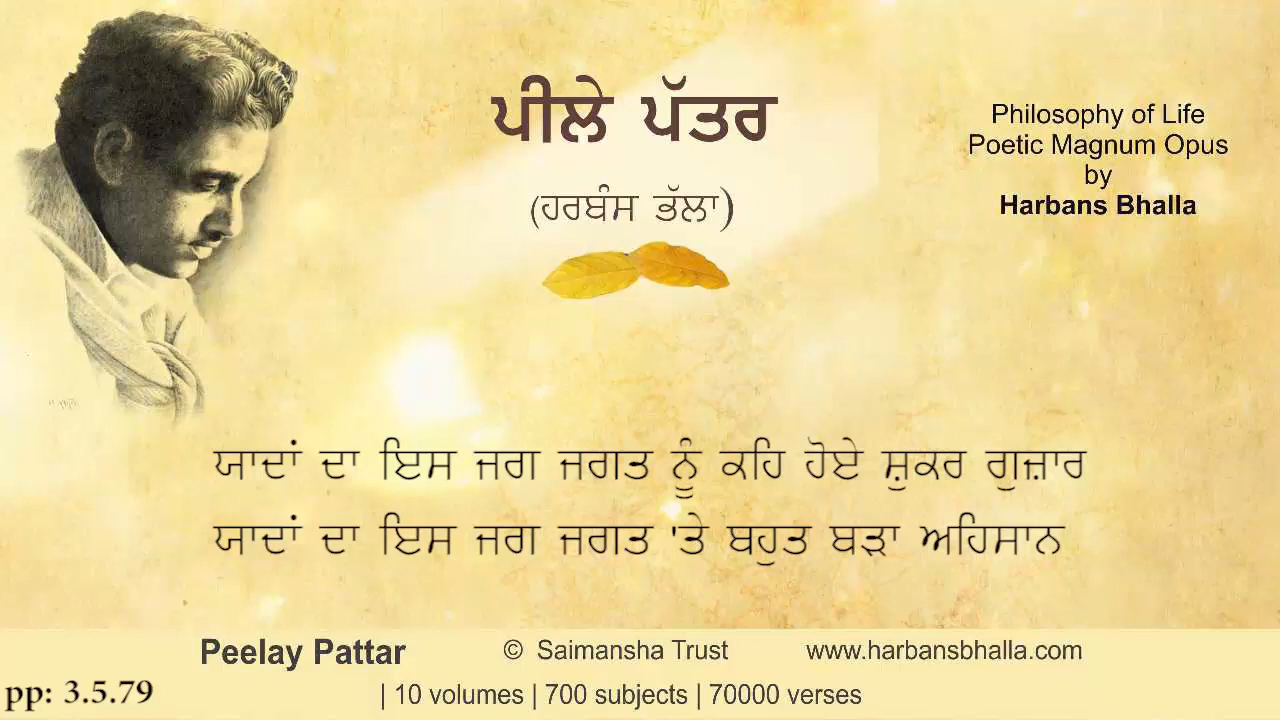 ਪੀਲੇ ਪੱਤਰ
(ਹਰਬੰਸ ਭੱਲਾ)
Philosophy of Life
Poetic Magnum Opus
by
Harbans Bhalla
ਯਾਦਾਂ ਦਾ ਇਸ ਜਗ ਜਗਤ ਨੂੰ ਕਹਿ ਹੋਏ ਸ਼ੁਕਰ ਗੁਜ਼ਾਰ
ਯਾਦਾਂ ਦਾ ਇਸ ਜਗ ਜਗਤ 'ਤੇ ਬਹੁਤ ਬੜਾ ਅਹਿਸਾਨ
Peelay Pattar © Saimansha Trust www.harbansbhalla.com
pp: 3.5.79 | 10 volumes | 700 subjects | 70000 verses